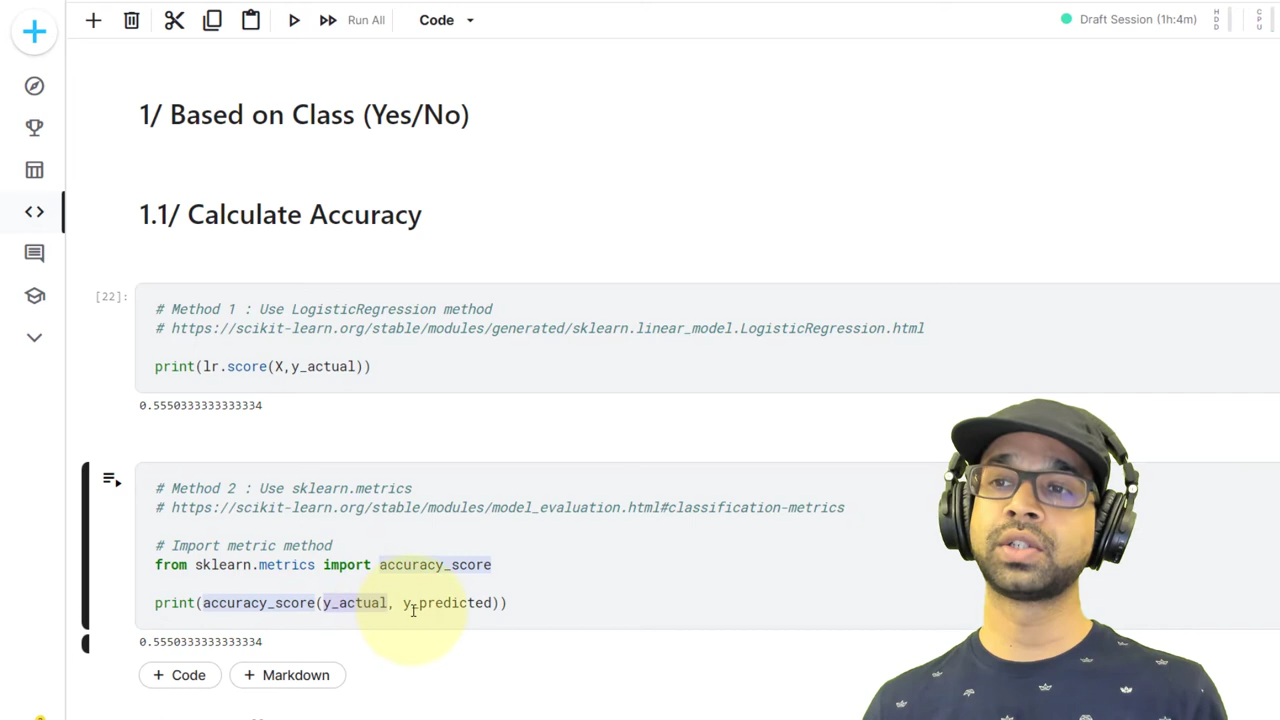 Run All
Code
Draft Session (1h:4m)
HDD
CPU
1/ Based on Class (Yes/No)
1.1/ Calculate Accuracy
[22]:
# Method 1 : Use LogisticRegression method
# https://scikit-learn.org/stable/modules/generated/sklearn.linear_model.LogisticRegression.html
print(lr.score(X,y_actual))
0.5550333333333334
# Method 2 : Use sklearn.metrics
# https://scikit-learn.org/stable/modules/model_evaluation.html#classification-metrics
# Import metric method
from sklearn.metrics import accuracy_score
print(accuracy_score(y_actual, y_predicted))
0.5550333333333334
+ Code
+ Markdown